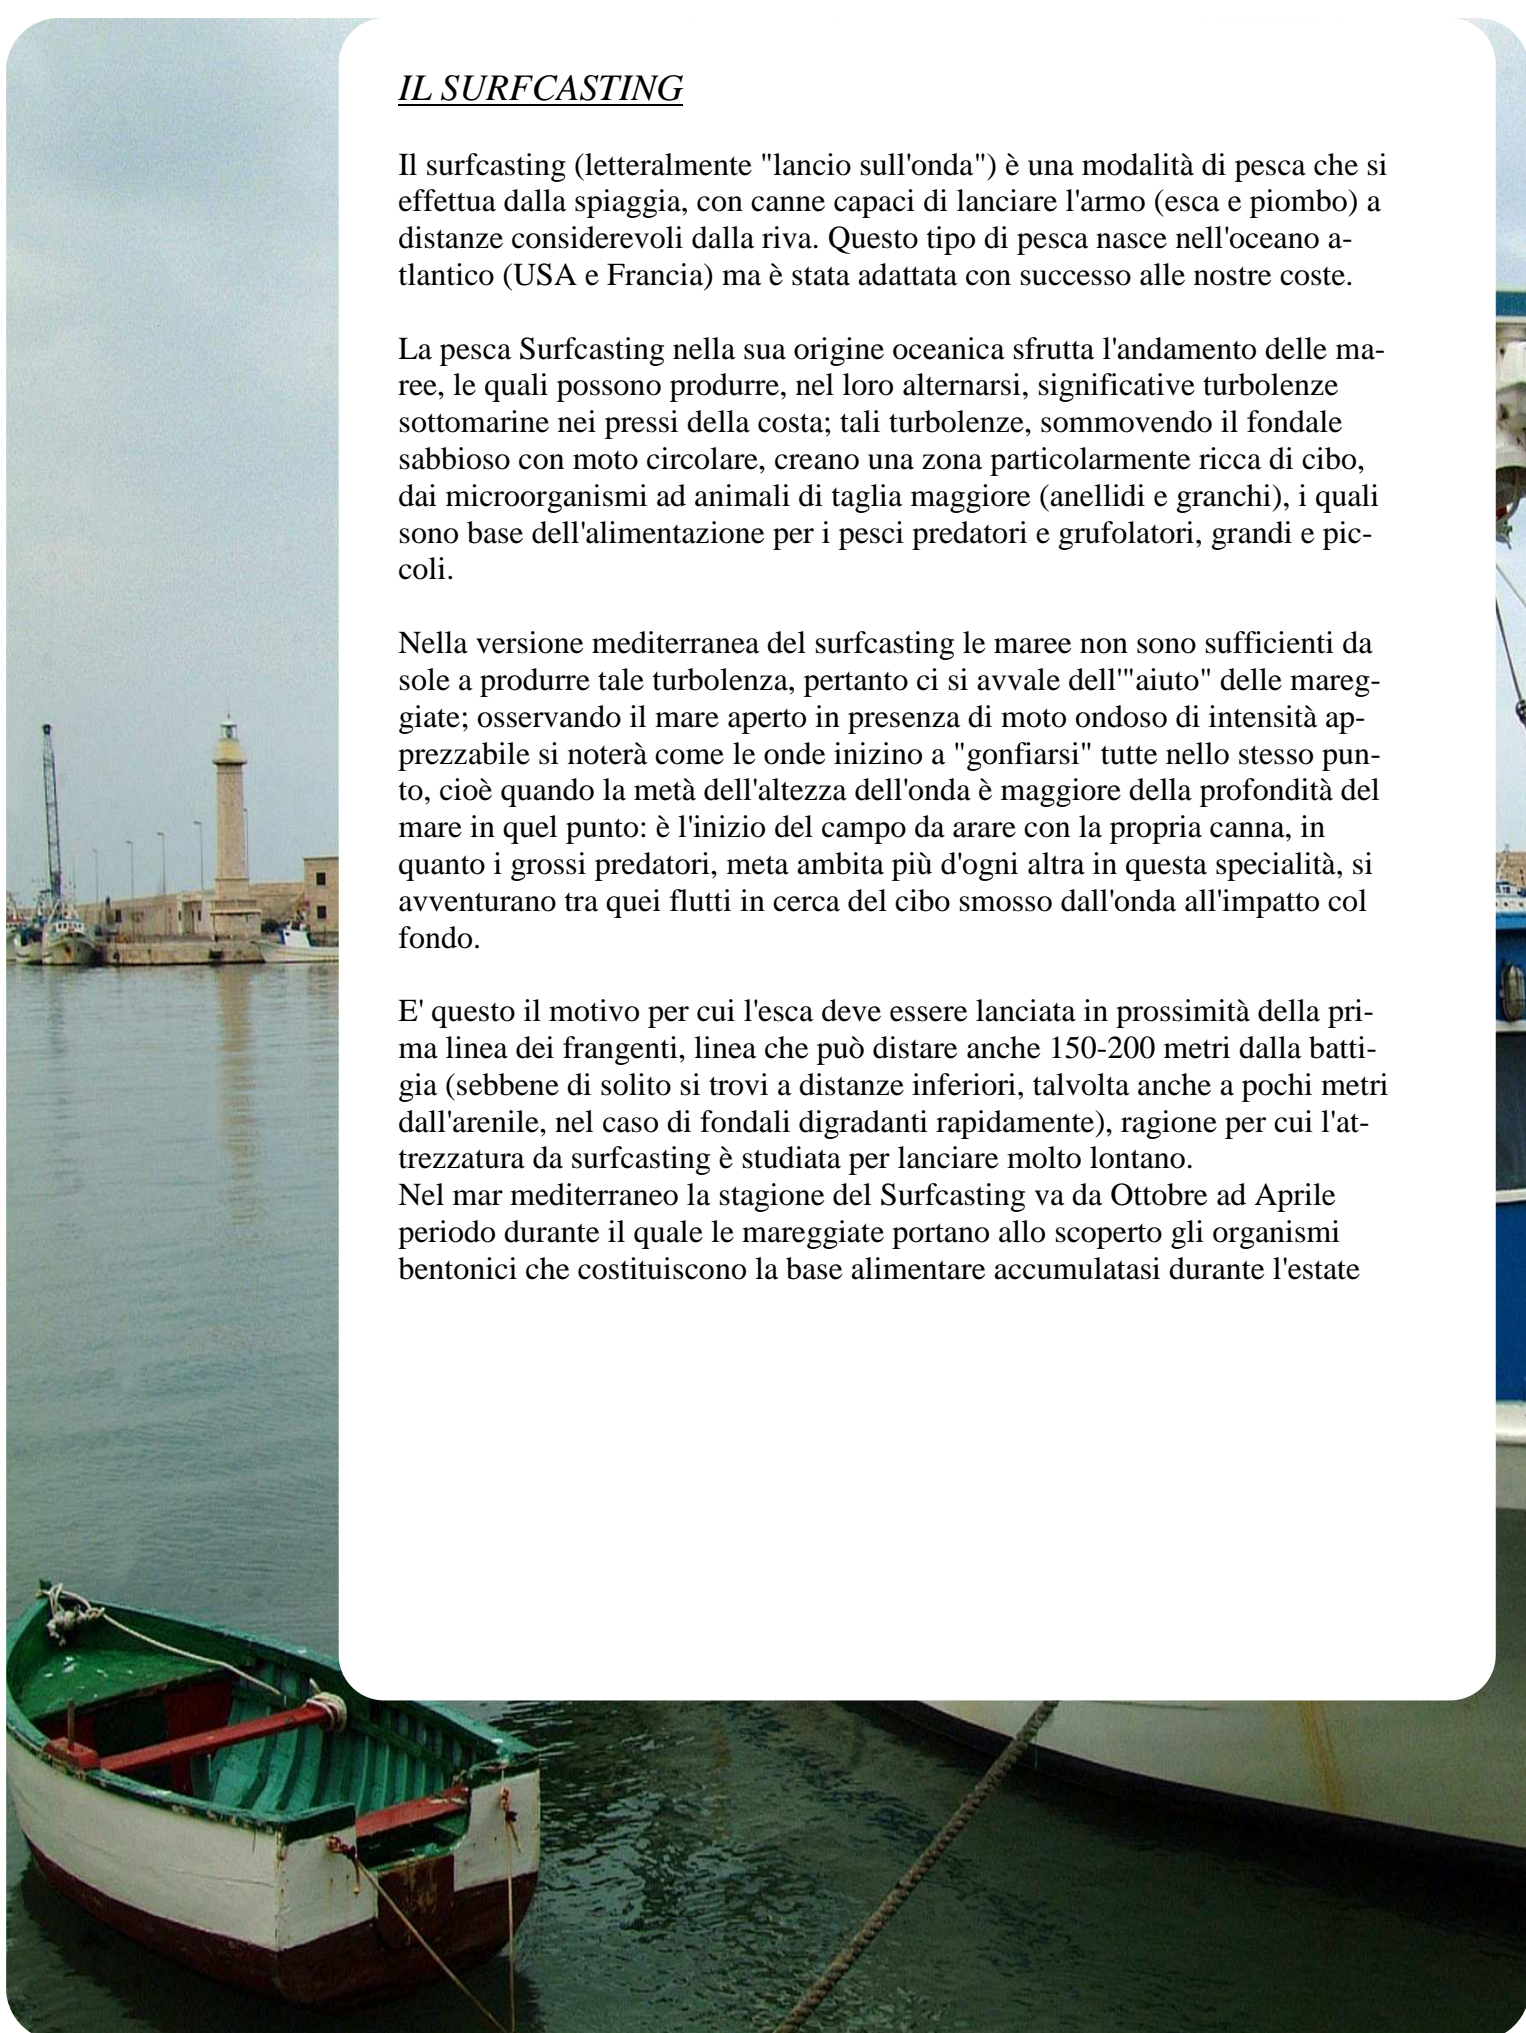 IL SURFCASTING
Il surfcasting (letteralmente "lancio sull'onda") è una modalità di pesca che si
effettua dalla spiaggia, con canne capaci di lanciare l'armo (esca e piombo) a
distanze considerevoli dalla riva. Questo tipo di pesca nasce nell'oceano a-
tlantico (USA e Francia) ma è stata adattata con successo alle nostre coste.
La pesca Surfcasting nella sua origine oceanica sfrutta l'andamento delle ma-
ree, le quali possono produrre, nel loro alternarsi, significative turbolenze
sottomarine nei pressi della costa; tali turbolenze, sommovendo il fondale
sabbioso con moto circolare, creano una zona particolarmente ricca di cibo,
dai microorganismi ad animali di taglia maggiore (anellidi e granchi), i quali
sono base dell'alimentazione per i pesci predatori e grufolatori, grandi e pic-
coli.
Nella versione mediterranea del surfcasting le maree non sono sufficienti da
sole a produrre tale turbolenza, pertanto ci si avvale dell'"aiuto" delle mareg-
giate; osservando il mare aperto in presenza di moto ondoso di intensità ap-
prezzabile si noterà come le onde inizino a "gonfiarsi" tutte nello stesso pun-
to, cioè quando la metà dell'altezza dell'onda è maggiore della profondità del
mare in quel punto: è l'inizio del campo da arare con la propria canna, in
quanto i grossi predatori, meta ambita più d'ogni altra in questa specialità, si
avventurano tra quei flutti in cerca del cibo smosso dall'onda all'impatto col
fondo.
E' questo il motivo per cui l'esca deve essere lanciata in prossimità della pri-
ma linea dei frangenti, linea che può distare anche 150-200 metri dalla batti-
gia (sebbene di solito si trovi a distanze inferiori, talvolta anche a pochi metri
dall'arenile, nel caso di fondali digradanti rapidamente), ragione per cui l'at-
trezzatura da surfcasting è studiata per lanciare molto lontano.
Nel mar mediterraneo la stagione del Surfcasting va da Ottobre ad Aprile
periodo durante il quale le mareggiate portano allo scoperto gli organismi
bentonici che costituiscono la base alimentare accumulatasi durante l'estate